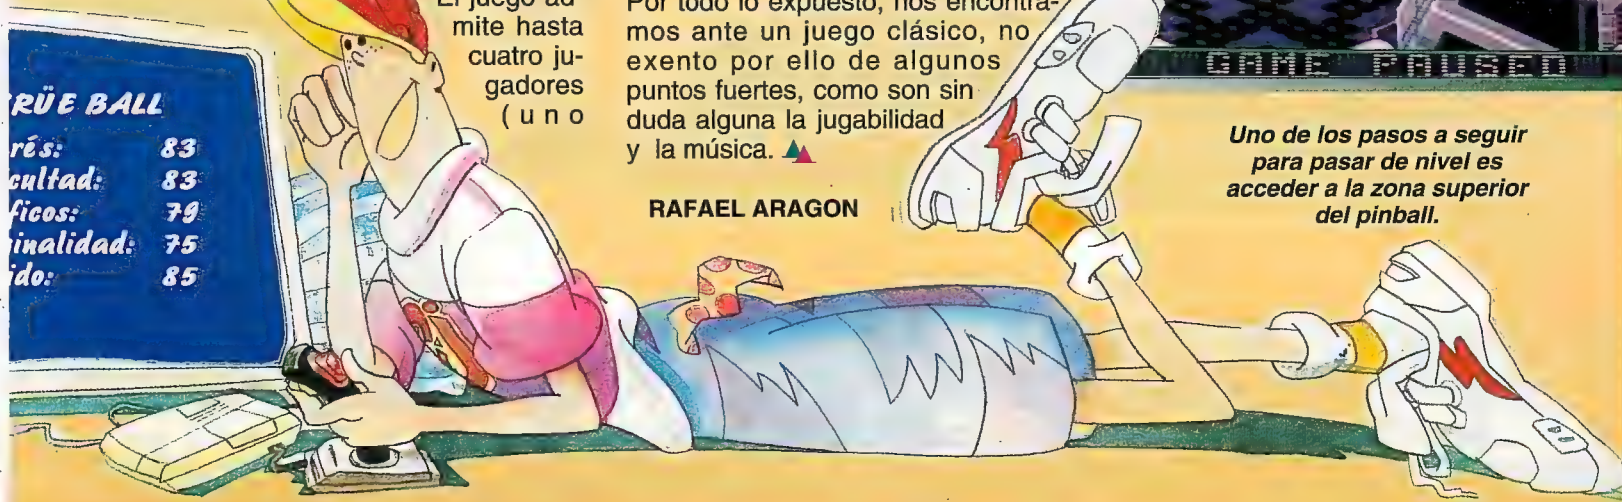 RÜE BALL
rés: 83
cultad: 83
ficos: 79
inalidad: 75
ido: 85
El juego ad-
mite hasta
cuatro ju-
gadores
(uno
Por todo lo expuesto, nos encontra-
mos ante un juego clásico, no
exento por ello de algunos
puntos fuertes, como son sin
duda alguna la jugabilidad
y la música.
RAFAEL ARAGON
GAME PAUSED
Uno de los pasos a seguir
para pasar de nivel es
acceder a la zona superior
del pinball.